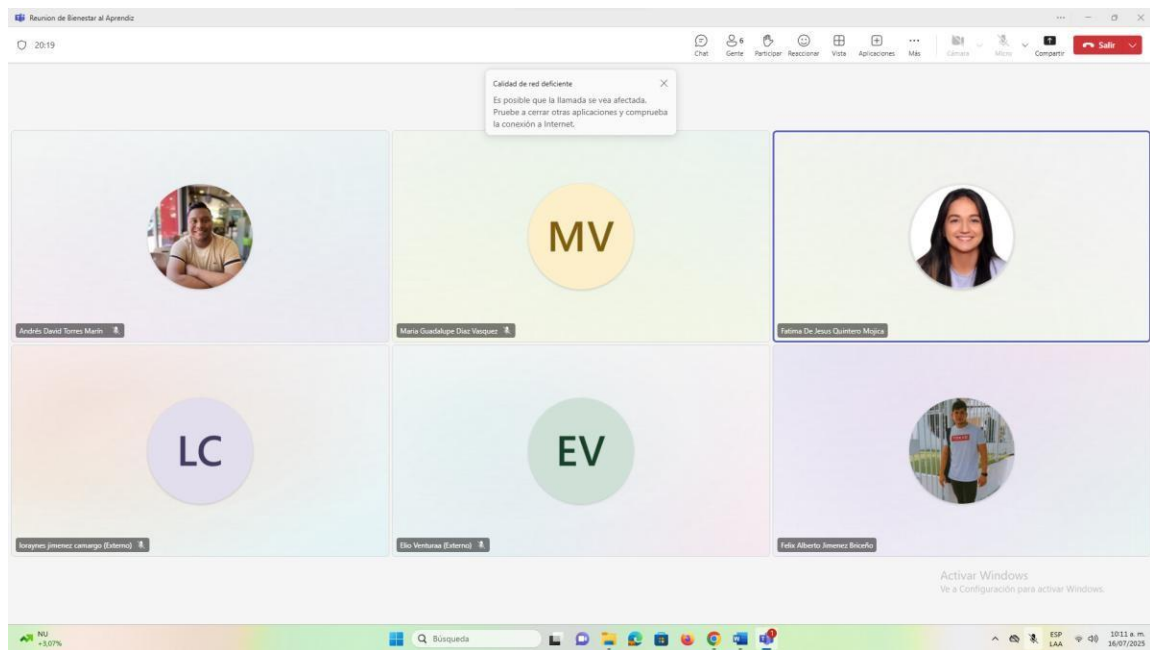 Reunion de Bienestar al Aprendiz
20:19
Chat
6
Gente
Participar
Reaccionar
Vista
Aplicaciones
Más
Cámara
Micro
Compartir
Salir
Calidad de red deficiente
Es posible que la llamada se vea afectada.
Pruebe a cerrar otras aplicaciones y comprueba
la conexión a Internet.
MV
Andrés David Torres Marín
Maria Guadalupe Diaz Vasquez
Fatima De Jesus Quintero Mojica
LC
EV
loraynes jimenez camargo (Externo)
Elio Venturaa (Externo)
Felix Alberto Jimenez Briceño
Activar Windows
Ve a Configuración para activar Windows.
NU
+3,07%
Búsqueda
1
ESP
LAA
10:11 a. m.
16/07/2025